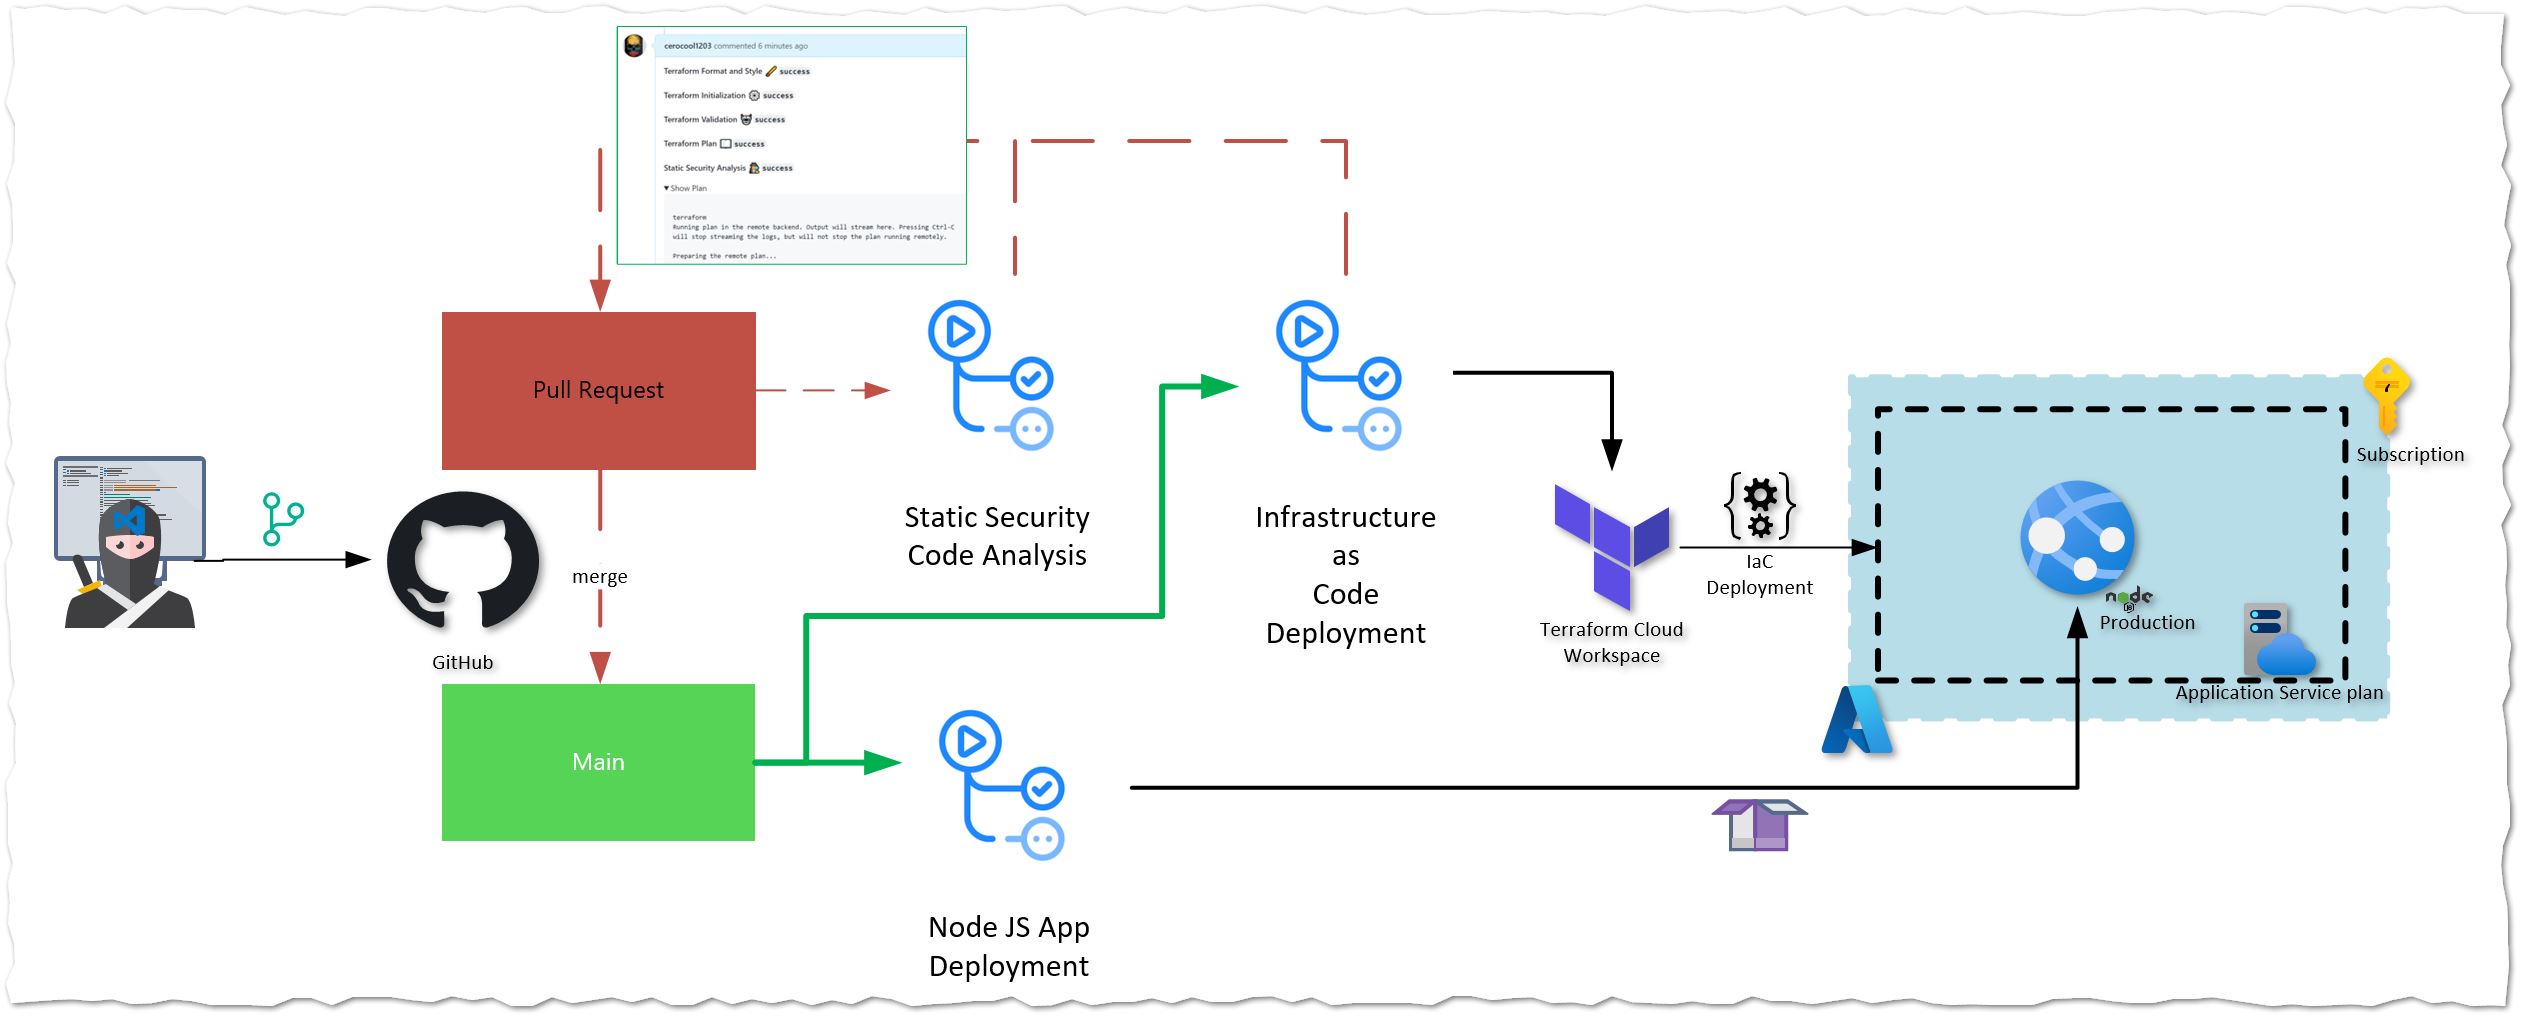 cerocool1203 commented 6 minutes ago
Terraform Format and Style success
Terraform Initialization success
Terraform Validation success
Terraform Plan success
Static Security Analysis success
▼ Show Plan
terraform
Running plan in the remote backend. Output will stream here. Pressing Ctrl-C
will stop streaming the logs, but will not stop the plan running remotely.
Preparing the remote plan...
Pull Request
merge
GitHub
Main
Static Security
Code Analysis
Infrastructure
as
Code
Deployment
Node JS App
Deployment
Terraform Cloud
Workspace
IaC
Deployment
Subscription
node
JS
Production
Application Service plan